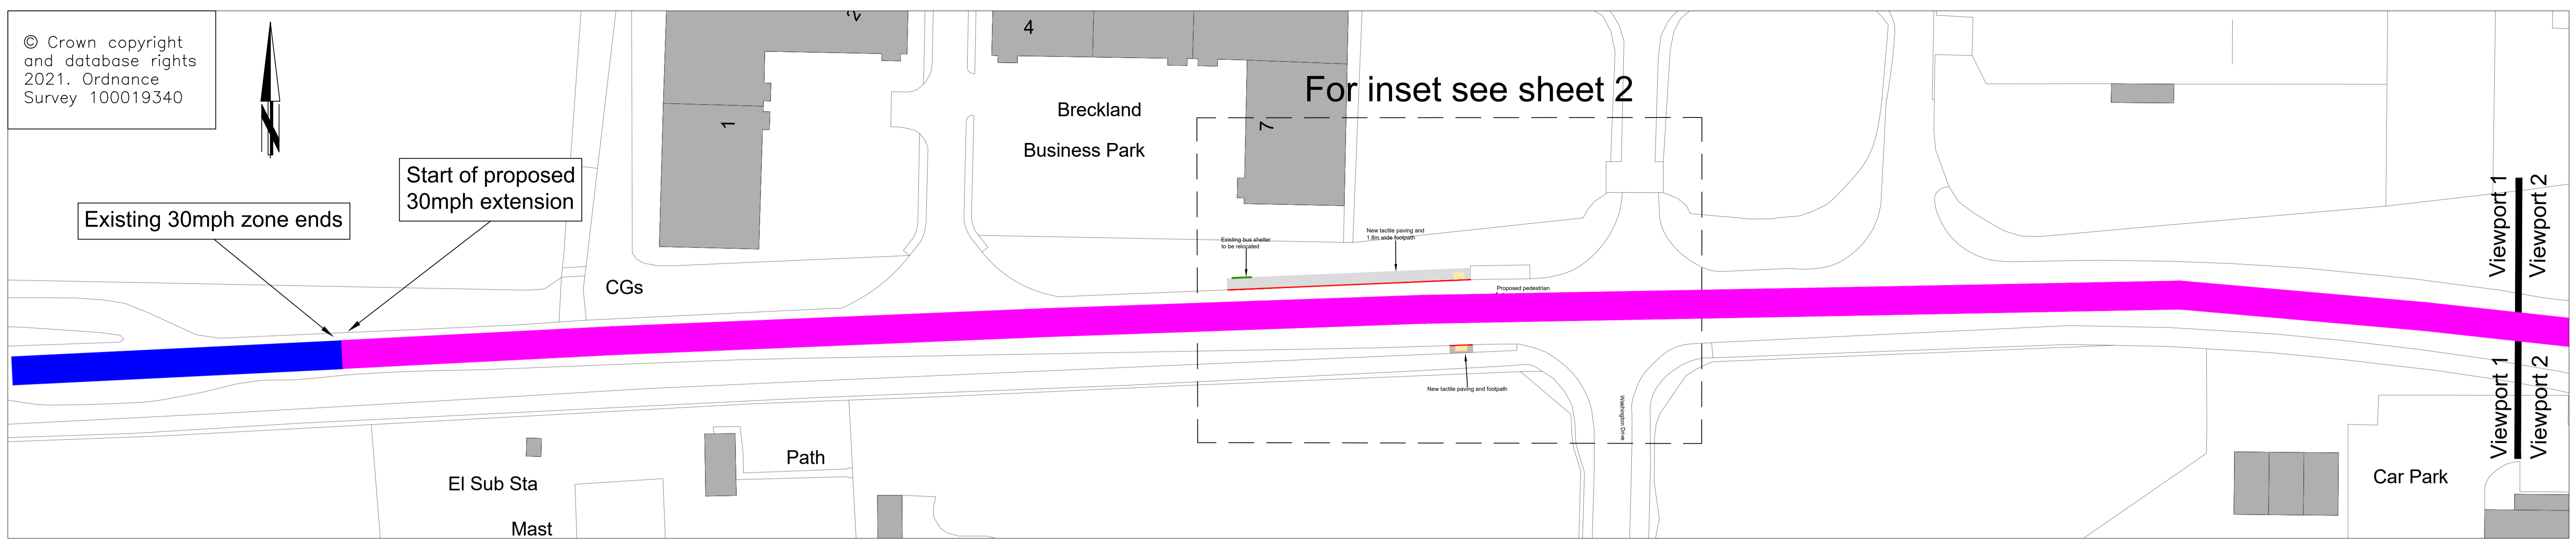 © Crown copyright
and database rights
2021. Ordnance
Survey 100019340
N
Existing 30mph zone ends
Start of proposed
30mph extension
2
1
4
7
Breckland
Business Park
For inset see sheet 2
CGs
Existing bus shelter
to be relocated
New tactile paving and
1.8m wide footpath
Proposed pedestrian
New tactile paving and footpath
Washington Drive
El Sub Sta
Mast
Path
Car Park
Viewport 1
Viewport 2
Viewport 1
Viewport 2